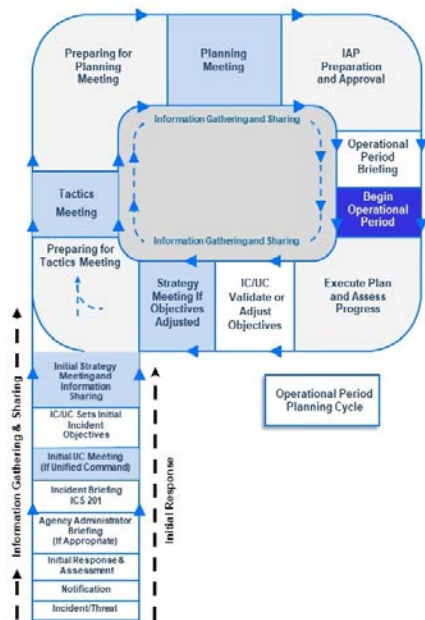 Preparing for
Planning
Meeting
Planning
Meeting
IAP
Preparation
and Approval
Information Gathering and Sharing
Operational
Period
Briefing
Begin
Operational
Period
Tactics
Meeting
Preparing for
Tactics Meeting
Information Gathering and Sharing
Strategy
Meeting If
Objectives
Adjusted
IC/UC
Validate or
Adjust
Objectives
Execute Plan
and Assess
Progress
Operational Period
Planning Cycle
Initial Strategy
Meeting and
Information
Sharing
IC/UC Sets Initial
Incident
Objectives
Initial UC Meeting
(If Unified Command)
Incident Briefing
ICS 201
Agency Administrator
Briefing
(If Appropriate)
Initial Response &
Assessment
Notification
Incident/Threat
Information Gathering & Sharing
Initial Response